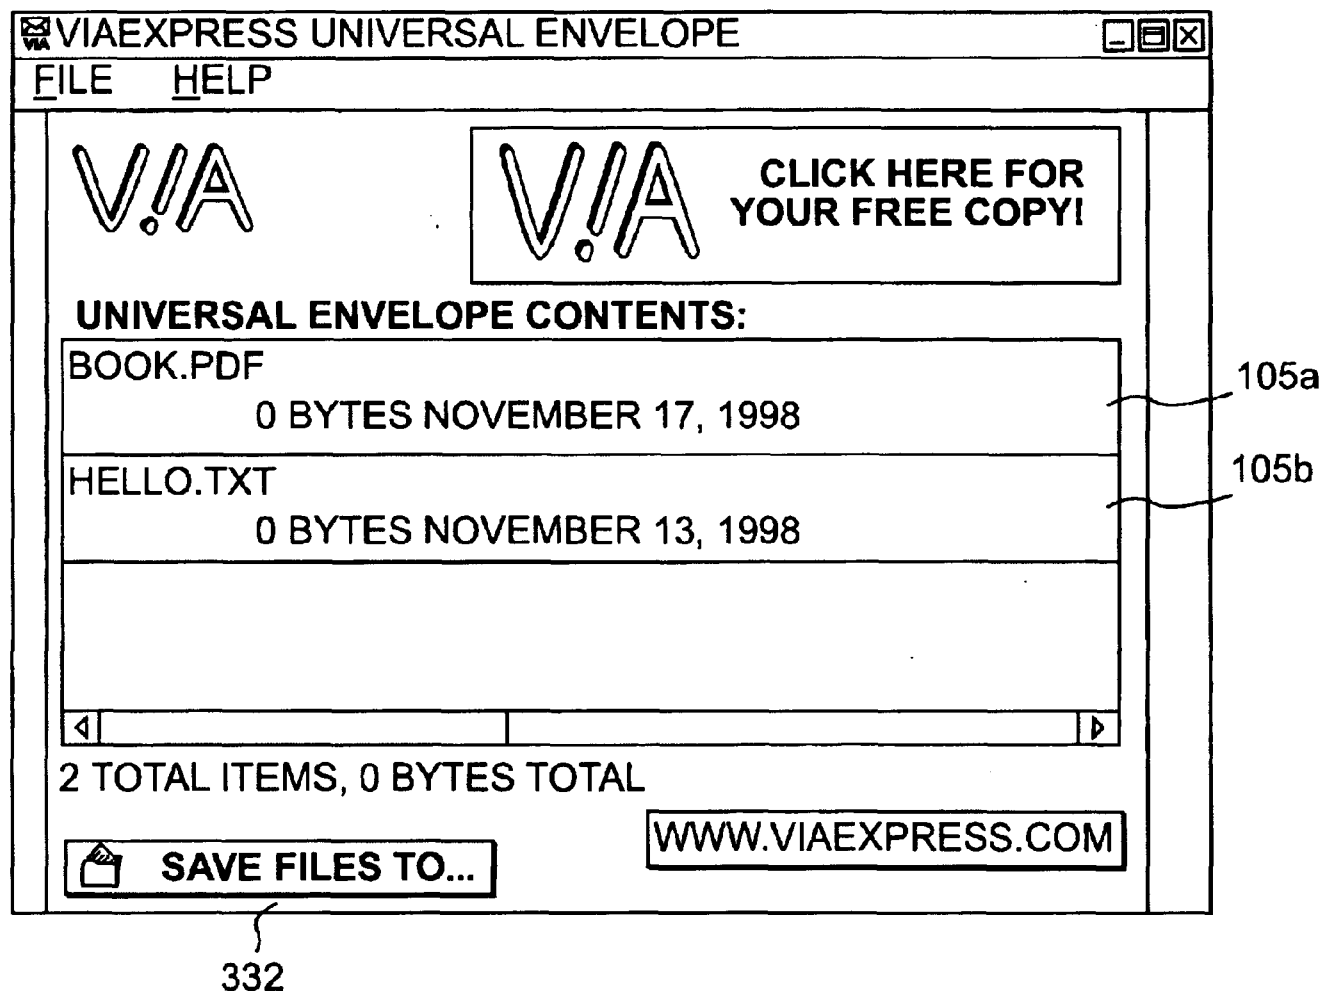 VIA VIAEXPRESS UNIVERSAL ENVELOPE
FILE HELP
V!A
V!A CLICK HERE FOR
YOUR FREE COPY!
UNIVERSAL ENVELOPE CONTENTS:
BOOK.PDF
0 BYTES NOVEMBER 17, 1998
105a
HELLO.TXT
105b
0 BYTES NOVEMBER 13, 1998
2 TOTAL ITEMS, 0 BYTES TOTAL
WWW.VIAEXPRESS.COM
SAVE FILES TO...
332